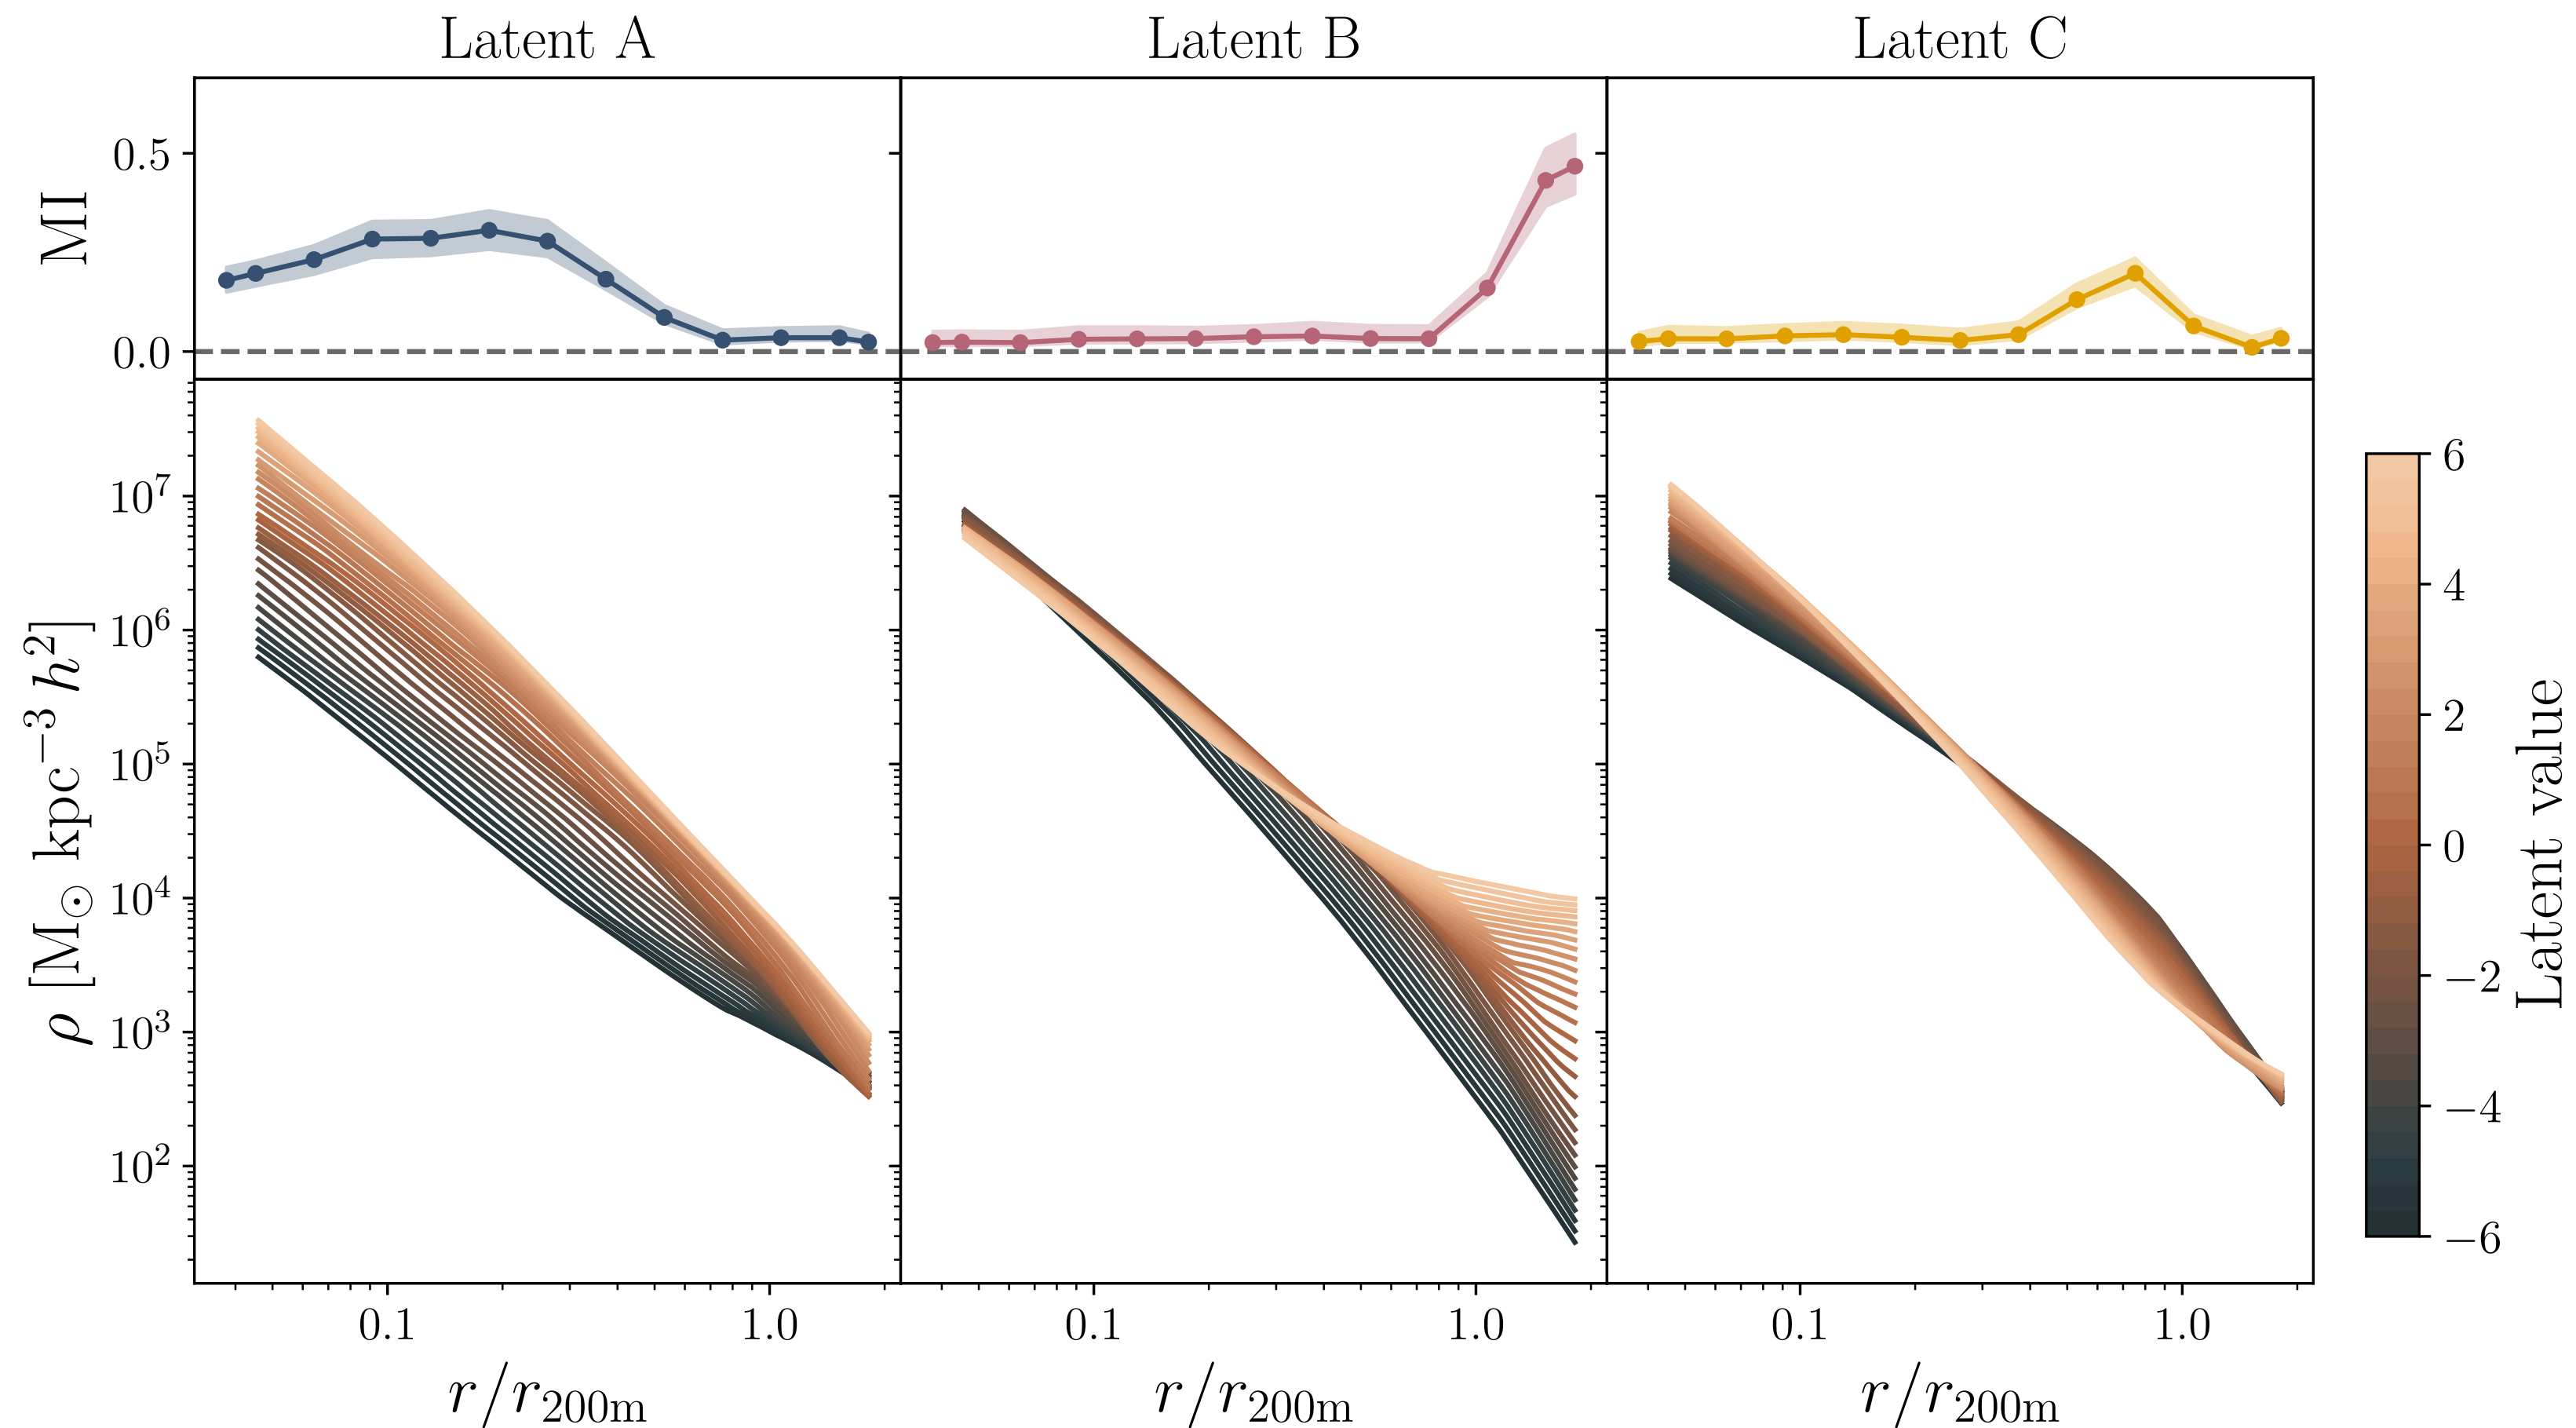 Latent A
Latent B
Latent C
MI
0.5
0.0
ρ [M⊙ kpc⁻³ h²]
10⁷
10⁶
10⁵
10⁴
10³
10²
0.1
1.0
0.1
1.0
0.1
1.0
r/r200m
r/r200m
r/r200m
6
4
2
0
−2
−4
−6
Latent value